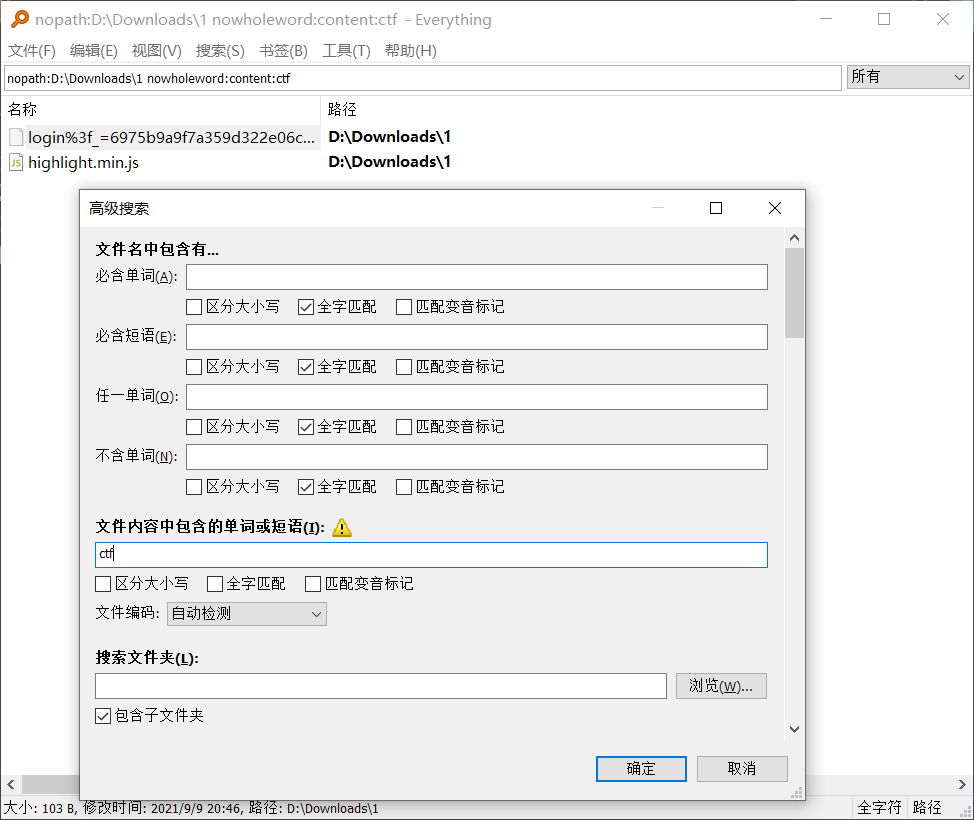 nopath:D:\Downloads\1 nowholeword:content:ctf - Everything
文件(F) 编辑(E) 视图(V) 搜索(S) 书签(B) 工具(T) 帮助(H)
nopath:D:\Downloads\1 nowholeword:content:ctf 所有
名称 路径
login%3f_=6975b9a9f7a359d322e06c... D:\Downloads\1
highlight.min.js D:\Downloads\1
高级搜索
文件名中包含有...
必含单词(A):
区分大小写 全字匹配 匹配变音标记
必含短语(E):
区分大小写 全字匹配 匹配变音标记
任一单词(O):
区分大小写 全字匹配 匹配变音标记
不含单词(N):
区分大小写 全字匹配 匹配变音标记
文件内容中包含的单词或短语(I):
ctf
区分大小写 全字匹配 匹配变音标记
文件编码: 自动检测
搜索文件夹(L):
浏览(W)...
包含子文件夹
确定 取消
大小: 103 B, 修改时间: 2021/9/9 20:46, 路径: D:\Downloads\1 全字符 路径